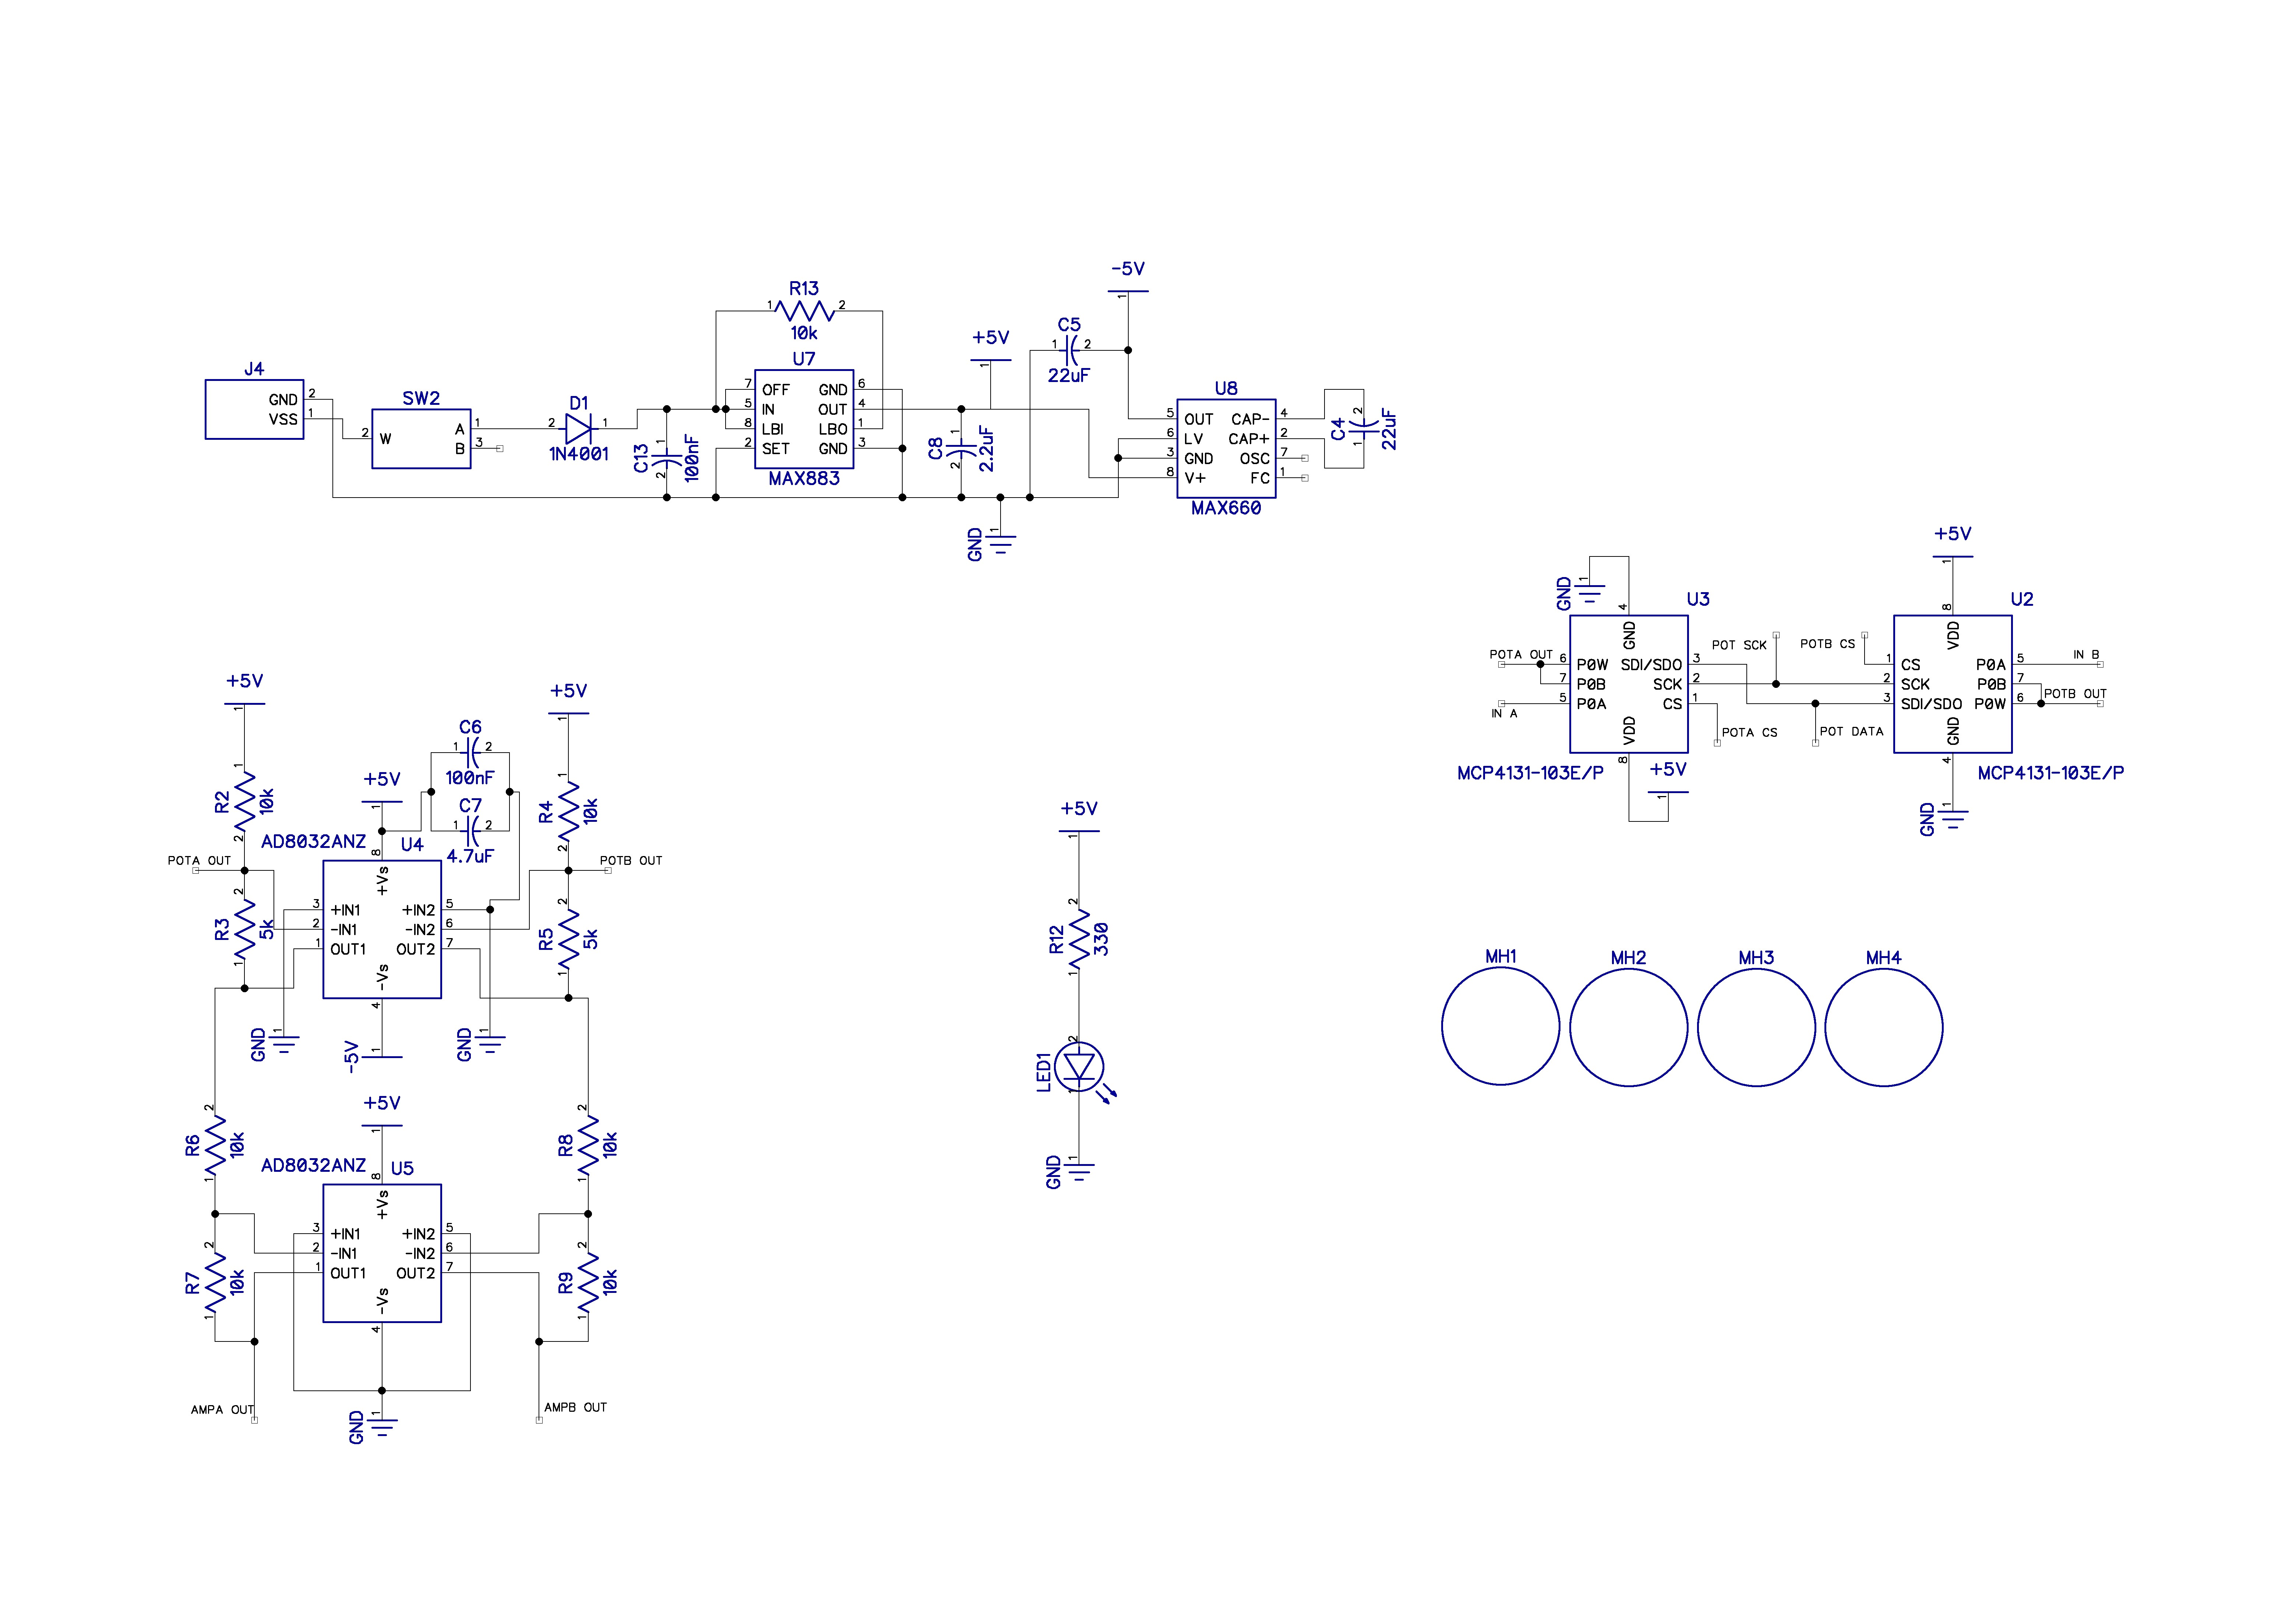 -5V
R13
1 2
10k
U7
+5V
C5
1 2
22uF
J4
GND 2
VSS 1
SW2
2 W
A 1
B 3
D1
2 1
1N4001
C13
1
2
100nF
7 OFF GND 6
5 IN OUT 4
8 LBI LBO 1
2 SET GND 3
MAX883
C8
1
2
2.2uF
1
1
U8
5 OUT CAP- 4
6 LV CAP+ 2
3 GND OSC 7
8 V+ FC 1
MAX660
C4
2
1
22uF
GND
1
+5V
1
GND
1
U3
4
GND
POTA OUT
6 P0W SDI/SDO 3
7 P0B SCK 2
5 P0A CS 1
IN A
VDD
8
MCP4131-103E/P
+5V
1
POT SCK
POTB CS
POTA CS
POT DATA
U2
8
VDD
1 CS P0A 5
2 SCK P0B 7
3 SDI/SDO P0W 6
IN B
POTB OUT
GND
4
MCP4131-103E/P
GND
1
+5V
1
+5V
1
R2
1
2
10k
+5V
1
C6
1 2
100nF
C7
1 2
4.7uF
R4
1
2
10k
AD8032ANZ
U4
8
POTA OUT
POTB OUT
R3
2
1
5k
+Vs
3 +IN1 +IN2 5
2 -IN1 -IN2 6
1 OUT1 OUT2 7
-Vs
4
R5
2
1
5k
GND
1
-5V
1
GND
1
+5V
1
R6
2
1
10k
R8
2
1
10k
AD8032ANZ
U5
8
+Vs
3 +IN1 +IN2 5
2 -IN1 -IN2 6
1 OUT1 OUT2 7
-Vs
4
R7
2
1
10k
R9
2
1
10k
AMPA OUT
GND
1
AMPB OUT
+5V
1
R12
2
1
330
LED1
2
1
GND
1
MH1
MH2
MH3
MH4